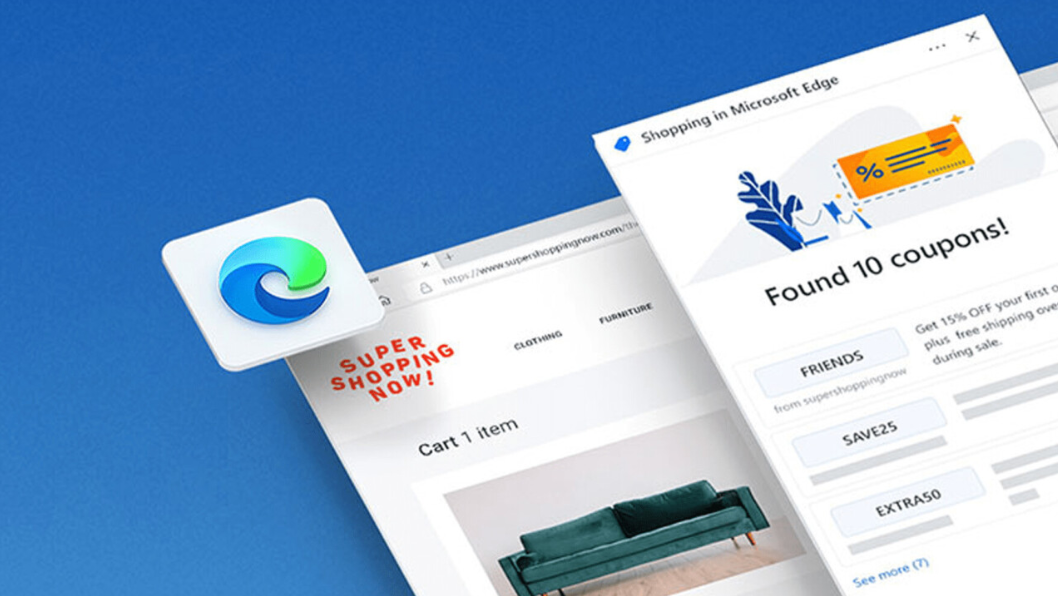 Shopping in Microsoft Edge
Found 10 coupons!
FRIENDS
from supershoppingnow
Get 15% OFF your first
plus free shipping
during sale.
SAVE25
EXTRA50
See more (7)
https://www.supershoppingnow.com/
SUPER
SHOPPING
NOW!
CLOTHING
FURNITURE
Cart 1 item